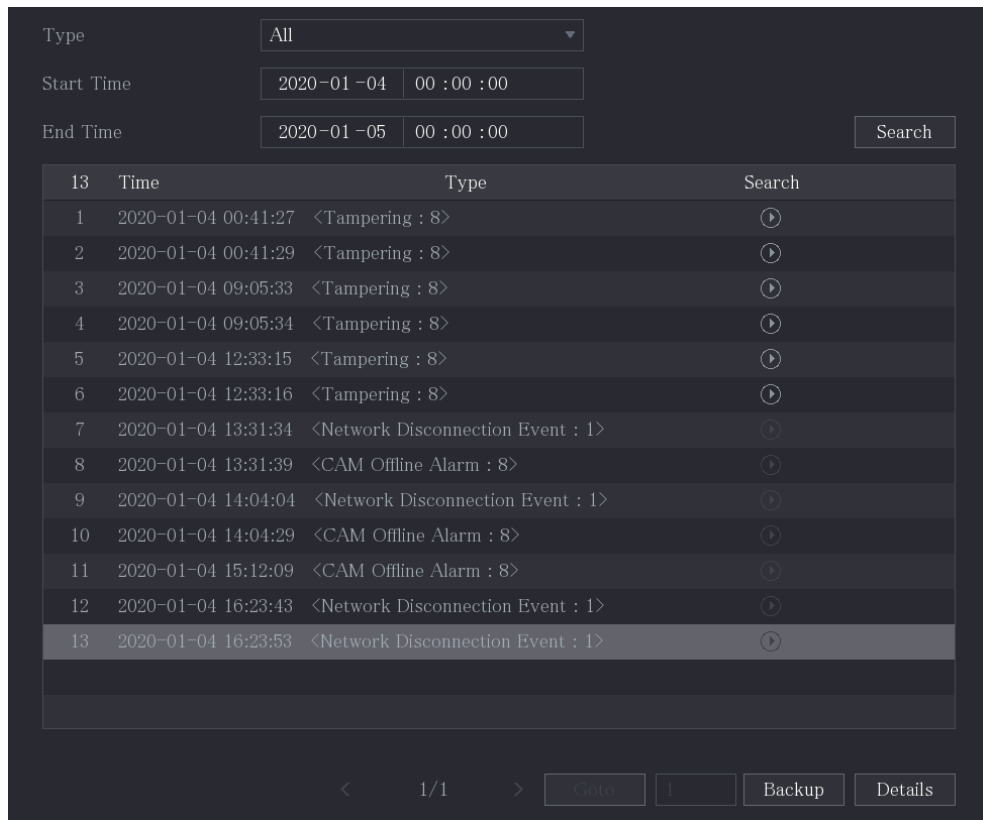 Type All
Start Time 2020-01-04 00:00:00
End Time 2020-01-05 00:00:00 Search
13 Time Type Search
1 2020-01-04 00:41:27 <Tampering : 8>
2 2020-01-04 00:41:29 <Tampering : 8>
3 2020-01-04 09:05:33 <Tampering : 8>
4 2020-01-04 09:05:34 <Tampering : 8>
5 2020-01-04 12:33:15 <Tampering : 8>
6 2020-01-04 12:33:16 <Tampering : 8>
7 2020-01-04 13:31:34 <Network Disconnection Event : 1>
8 2020-01-04 13:31:39 <CAM Offline Alarm : 8>
9 2020-01-04 14:04:04 <Network Disconnection Event : 1>
10 2020-01-04 14:04:29 <CAM Offline Alarm : 8>
11 2020-01-04 15:12:09 <CAM Offline Alarm : 8>
12 2020-01-04 16:23:43 <Network Disconnection Event : 1>
13 2020-01-04 16:23:53 <Network Disconnection Event : 1>
< 1/1 > Goto 1 Backup Details